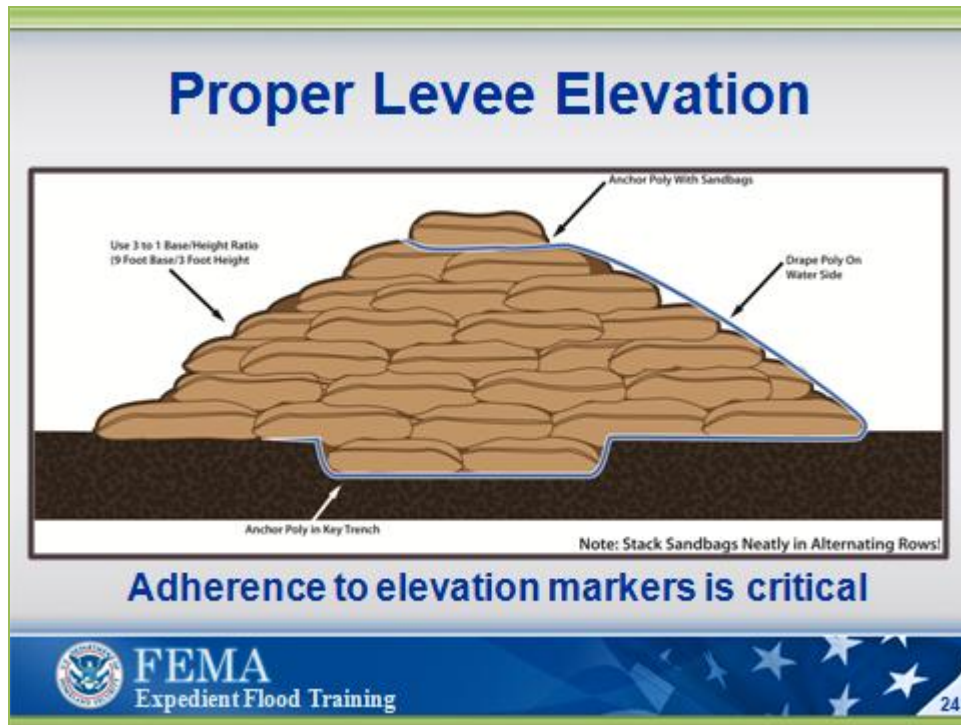 Proper Levee Elevation
Anchor Poly With Sandbags
Use 3 to 1 Base/Height Ratio
(9 Foot Base/3 Foot Height
Drape Poly On
Water Side
Anchor Poly in Key Trench
Note: Stack Sandbags Neatly in Alternating Rows!
Adherence to elevation markers is critical
FEMA
Expedient Flood Training
24